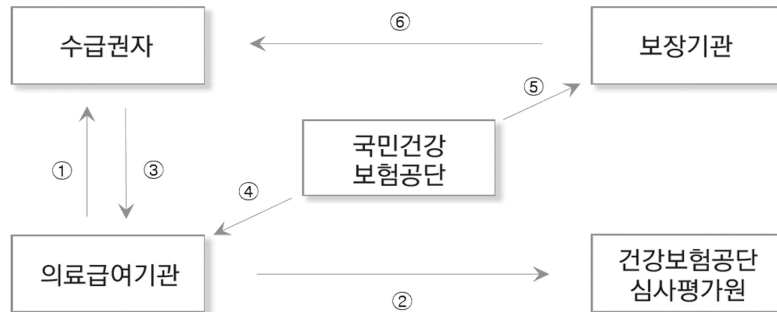 ⑥
수급권자
보장기관
⑤
국민건강
보험공단
①
③
④
의료급여기관
건강보험공단
심사평가원
②